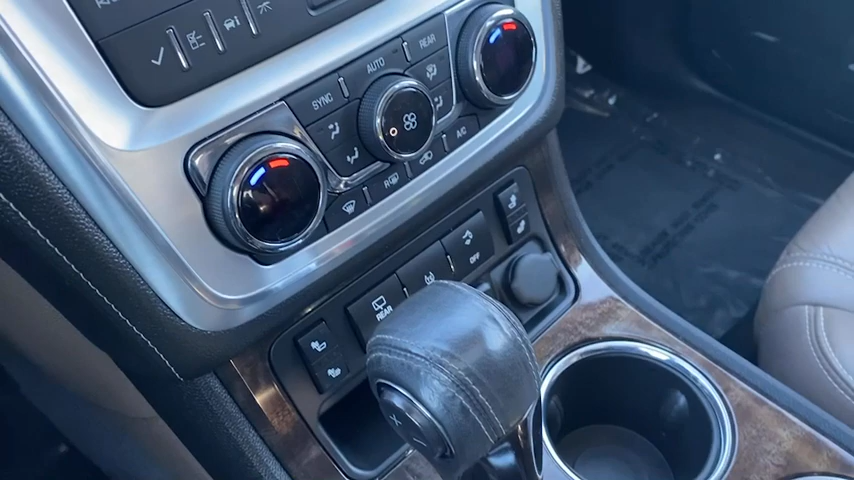 AUTO
REAR
SYNC
R
A/C
OFF
REAR
+
-